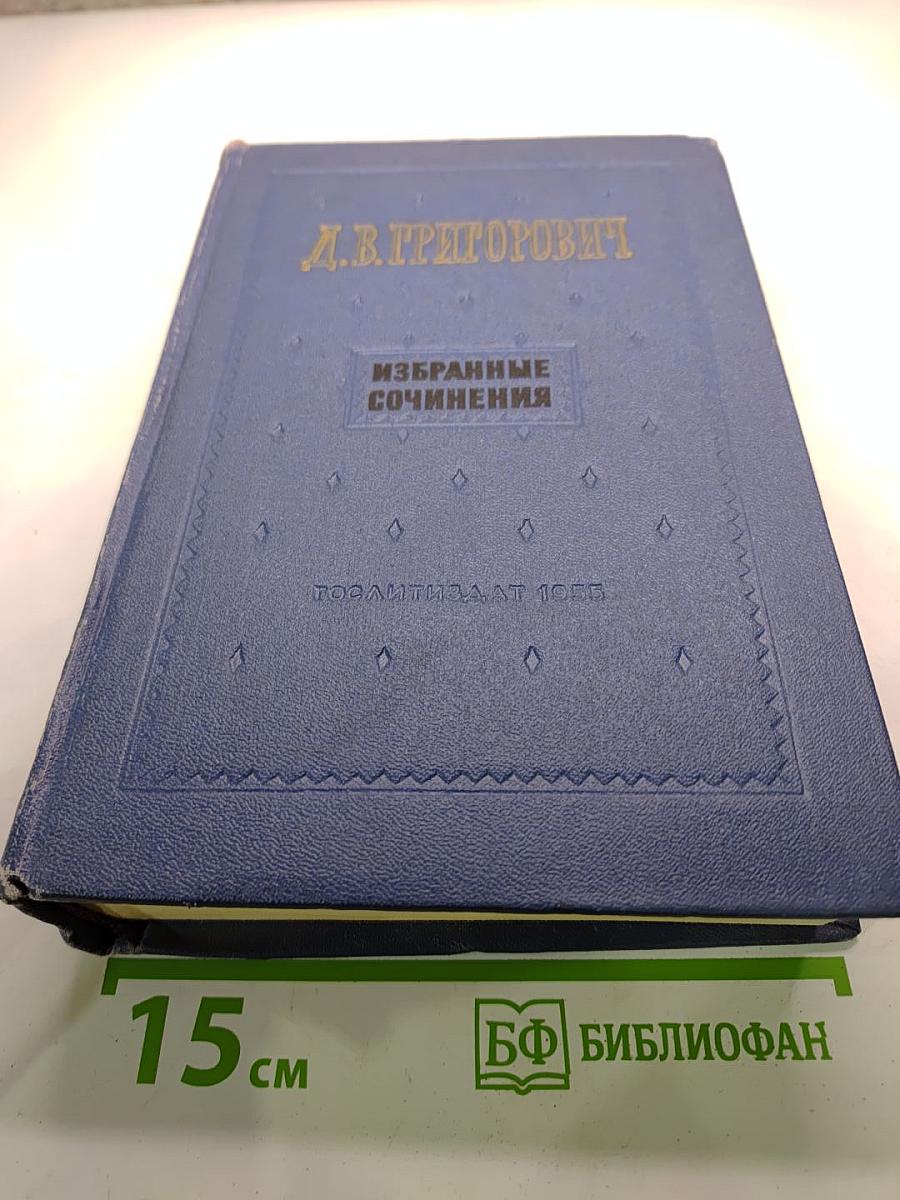 Д.В.ГРИГОРОВИЧ
ИЗБРАННЫЕ
СОЧИНЕНИЯ
ГОСЛИТИЗДАТ 1955
15 см
БФ БИБЛИОФАН